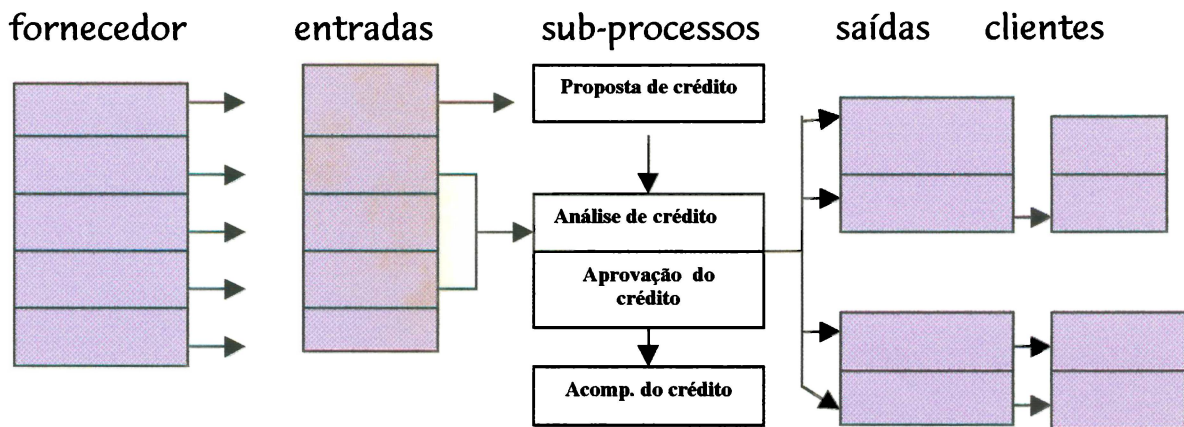 fornecedor entradas sub-processos saídas clientes
Proposta de crédito
Análise de crédito
Aprovação do
crédito
Acomp. do crédito